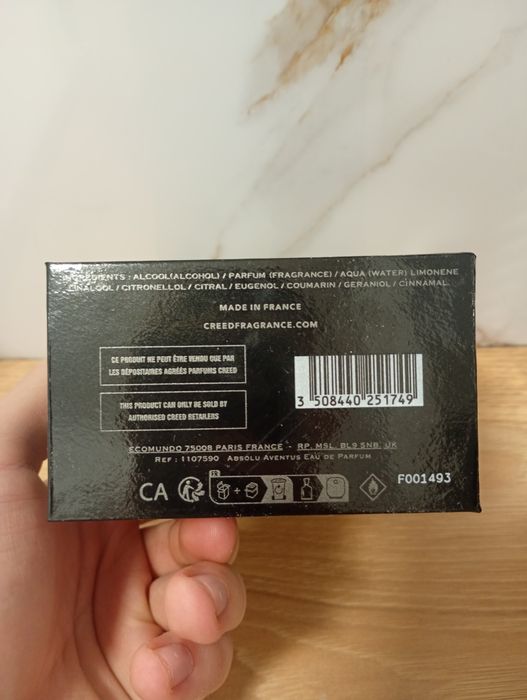 INGREDIENTS : ALCOOL(ALCOHOL) / PARFUM (FRAGRANCE) / AQUA (WATER) LIMONENE
LINALOOL / CITRONELLOL / CITRAL / EUGENOL / COUMARIN / GERANIOL / CINNAMAL
MADE IN FRANCE
CREEDFRAGRANCE.COM
CE PRODUIT NE PEUT ÊTRE VENDU QUE PAR
LES DÉPOSITAIRES AGRÉÉS PARFUMS CREED
THIS PRODUCT CAN ONLY BE SOLD BY
AUTHORISED CREED RETAILERS
3 508440 251749
ECOMUNDO 75008 PARIS FRANCE - RP, MSL, BL9 5NB, UK
REF : 1107590 ABSOLU AVENTUS EAU DE PARFUM
CA
F001493